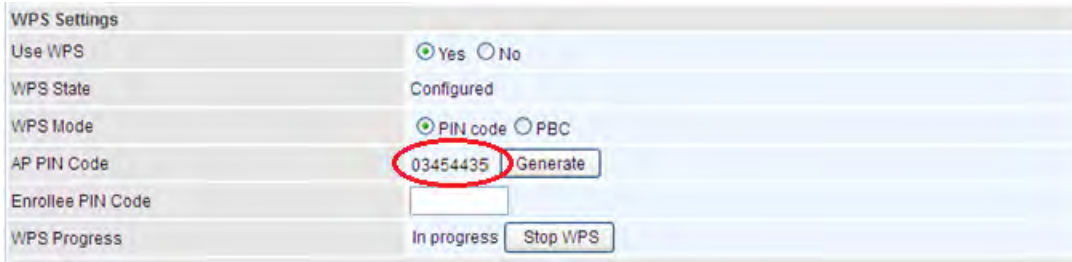 WPS Settings
Use WPS Yes No
WPS State Configured
WPS Mode PIN code PBC
AP PIN Code 03454435 Generate
Enrollee PIN Code
WPS Progress In progress Stop WPS